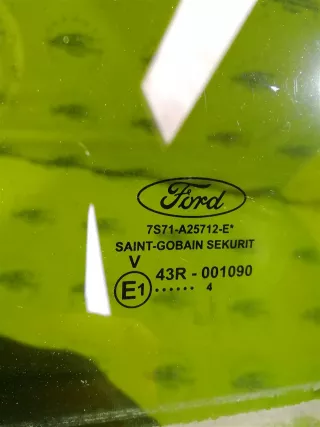 Ford
7S71-A25712-E*
SAINT-GOBAIN SEKURIT
V
E1 43R - 001090
...... 4